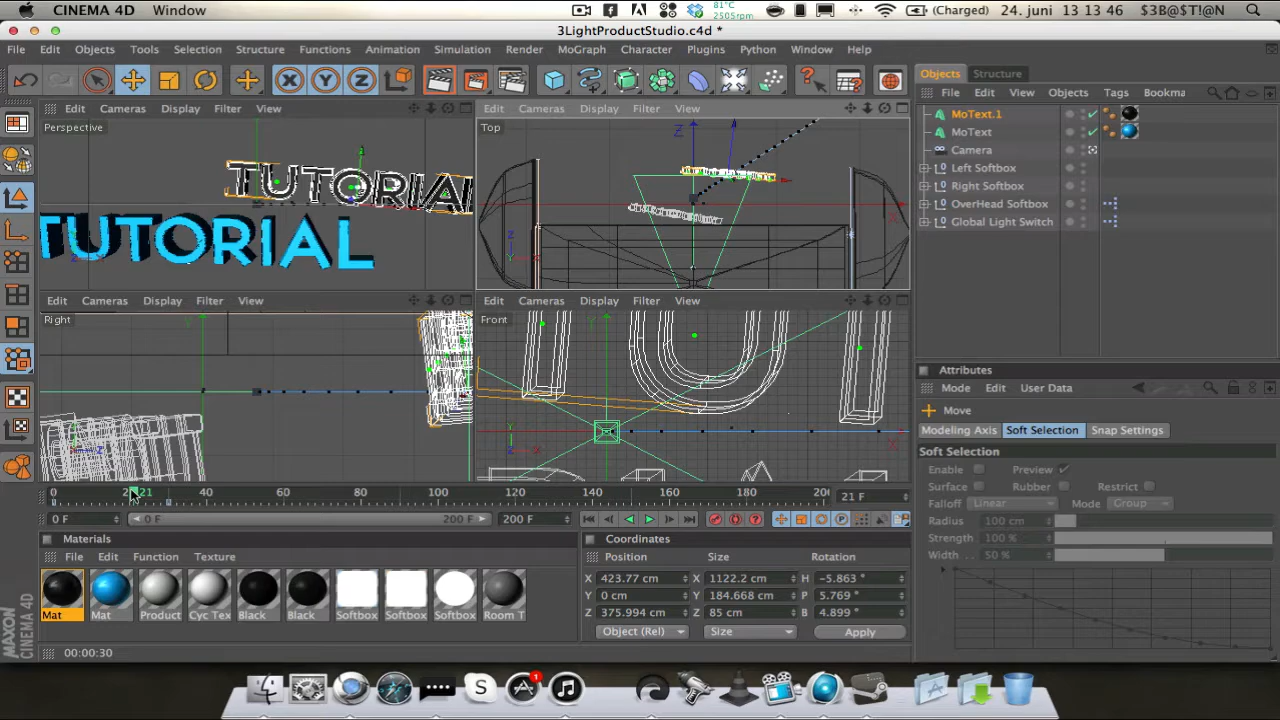 CINEMA 4D Window
81°C
2505rpm
(Charged) 24. juni 13 13 46 $3B@$T!@N
3LightProductStudio.c4d *
File Edit Objects Tools Selection Structure Functions Animation Simulation Render MoGraph Character Plugins Python Window Help
X Y Z
Objects Structure
File Edit View Objects Tags Bookma
MoText.1
MoText
Camera
Left Softbox
Right Softbox
OverHead Softbox
Global Light Switch
Edit Cameras Display Filter View
Perspective
TUTORIAL
TUTORIAL
Edit Cameras Display Filter View
Top
Edit Cameras Display Filter View
Right
Edit Cameras Display Filter View
Front
Attributes
Mode Edit User Data
Move
Modeling Axis Soft Selection Snap Settings
Soft Selection
Enable Preview
Surface Rubber Restrict
Falloff Linear Mode Group
Radius 100 cm
Strength 100 %
Width 50 %
0 21 40 60 80 100 120 140 160 180 20 21 F
0 F 0 F 200 F 200 F
Materials
File Edit Function Texture
Mat Mat Product Cyc Tex Black Black Softbox Softbox Softbox Room T
Coordinates
Position Size Rotation
X 423.77 cm X 1122.2 cm H -5.863 °
Y 0 cm Y 184.668 cm P 5.769 °
Z 375.994 cm Z 85 cm B 4.899 °
Object (Rel) Size Apply
00:00:30
MAXON
CINEMA 4D
1